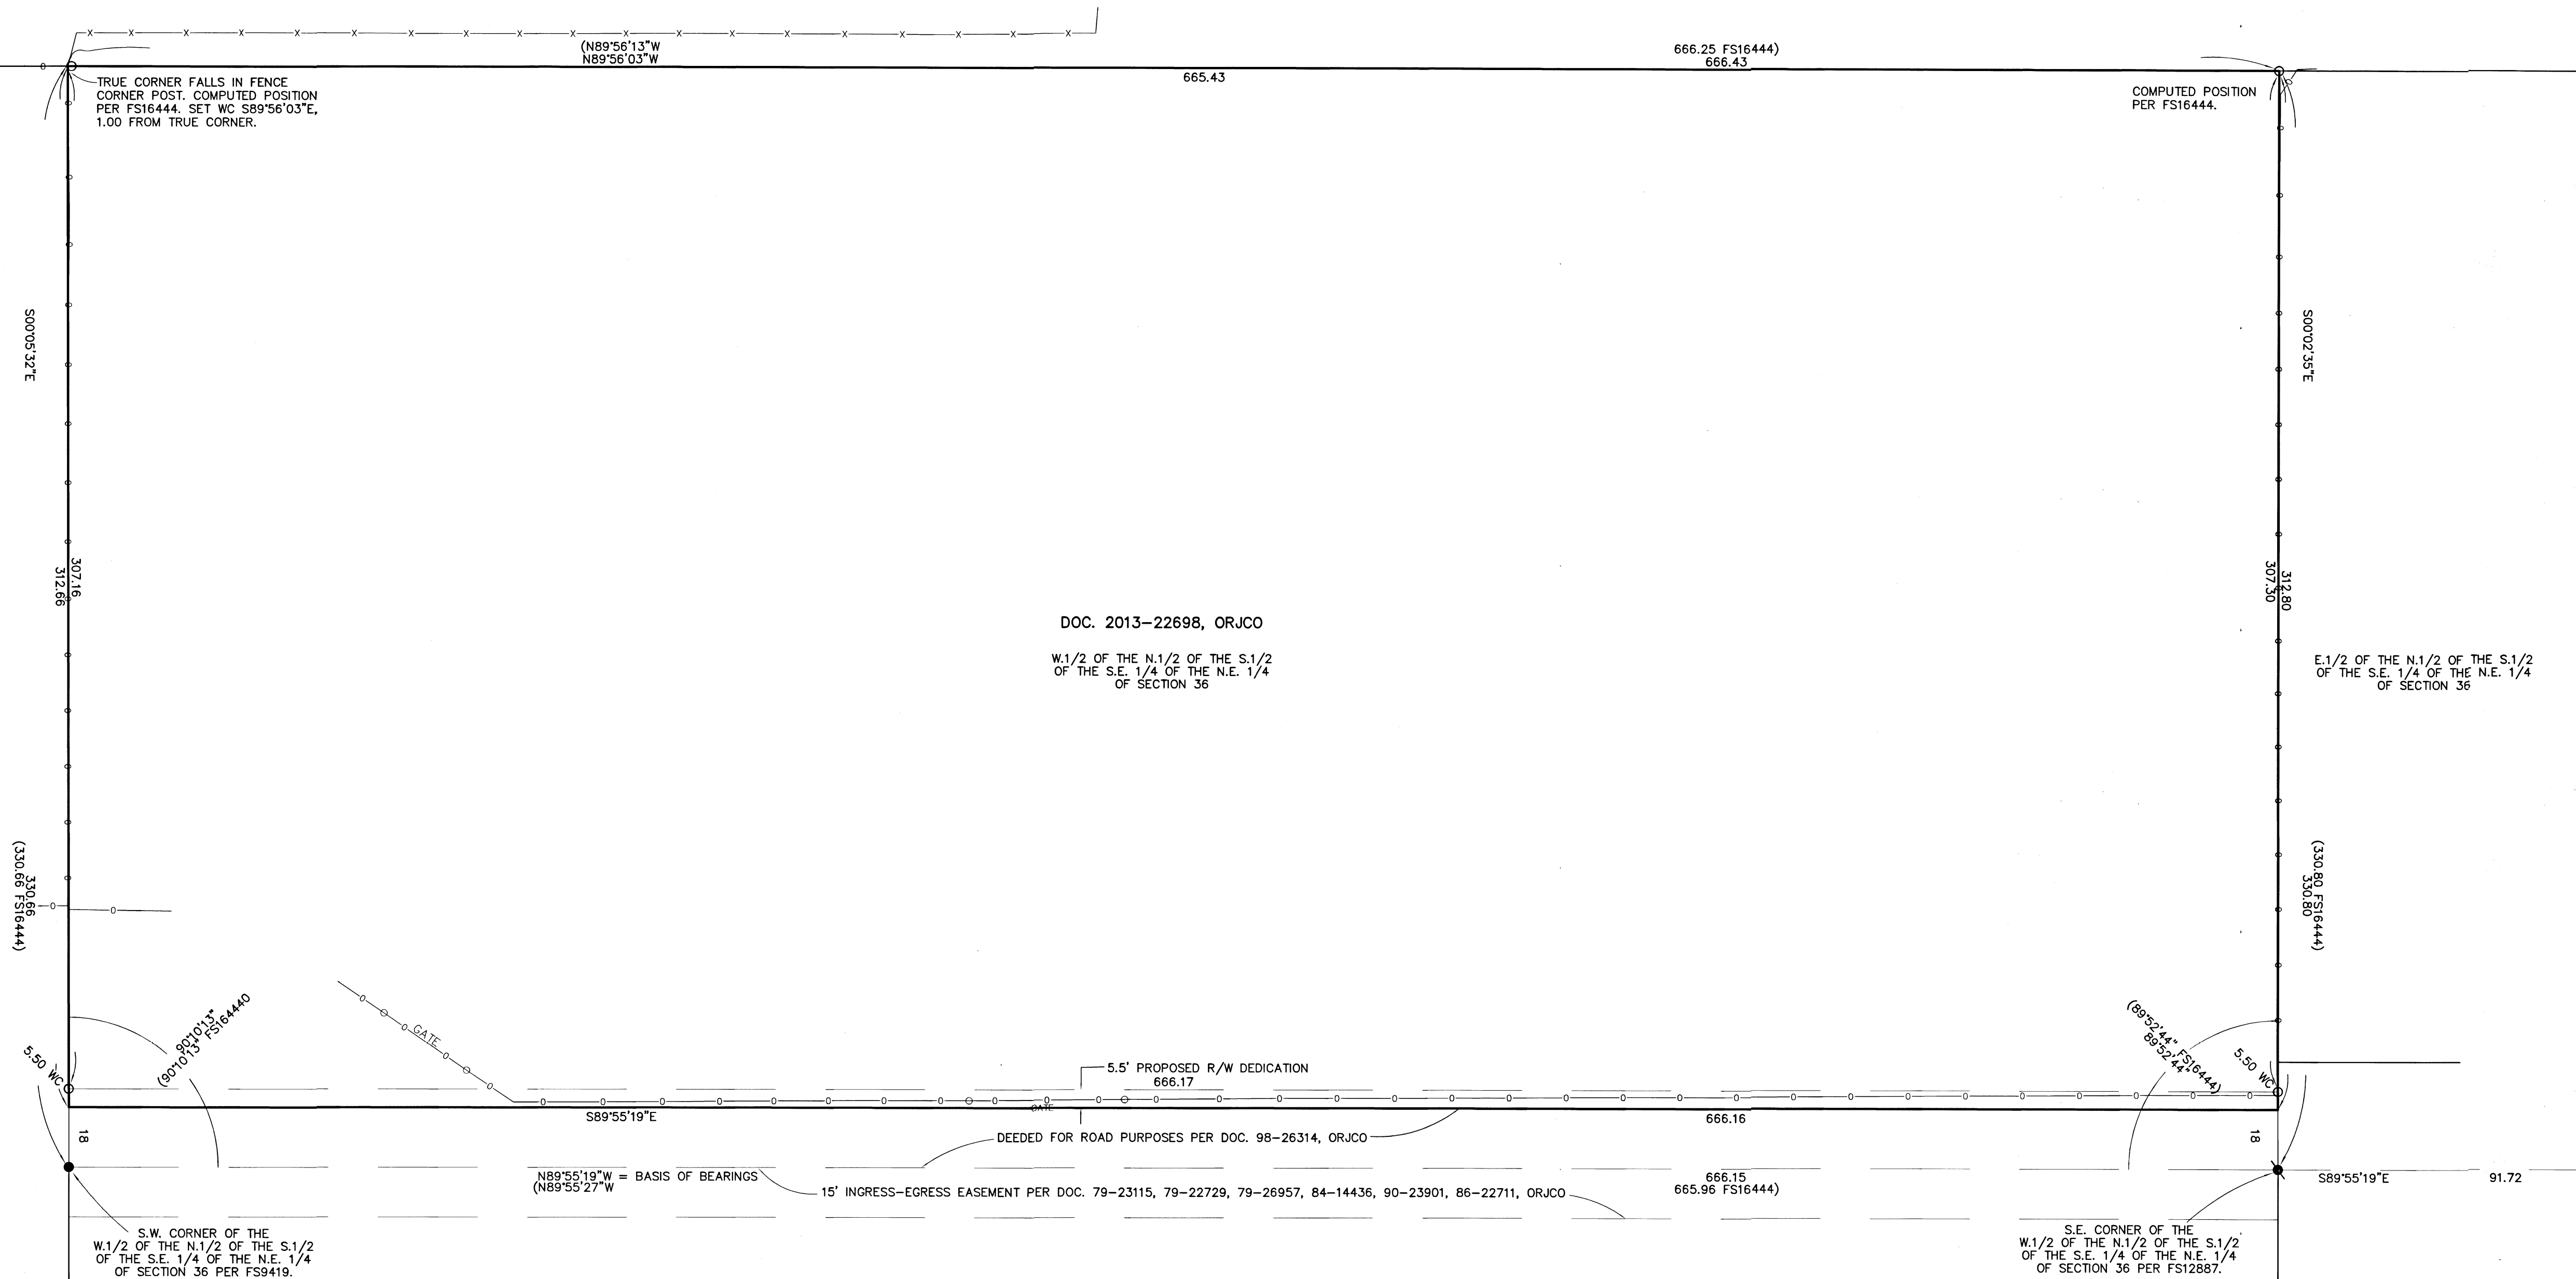 (N89°56'13"W
N89°56'03"W
666.25 FS16444)
666.43
665.43
TRUE CORNER FALLS IN FENCE
CORNER POST. COMPUTED POSITION
PER FS16444. SET WC S89°56'03"E,
1.00 FROM TRUE CORNER.
COMPUTED POSITION
PER FS16444.
S00°05'32"E
S00°02'35"E
307.16
312.66
312.80
307.30
DOC. 2013-22698, ORJCO
W.1/2 OF THE N.1/2 OF THE S.1/2
OF THE S.E. 1/4 OF THE N.E. 1/4
OF SECTION 36
E.1/2 OF THE N.1/2 OF THE S.1/2
OF THE S.E. 1/4 OF THE N.E. 1/4
OF SECTION 36
330.66
(330.66 FS16444)
(330.80 FS16444)
330.80
90°10'13"
(90°10'13" FS164440
GATE
(89°52'44" FS16444)
89°52'44"
5.50 WC
5.50 WC
5.5' PROPOSED R/W DEDICATION
666.17
GATE
S89°55'19"E
666.16
18
18
DEEDED FOR ROAD PURPOSES PER DOC. 98-26314, ORJCO
N89°55'19"W = BASIS OF BEARINGS
(N89°55'27"W
666.15
665.96 FS16444)
S89°55'19"E
91.72
15' INGRESS-EGRESS EASEMENT PER DOC. 79-23115, 79-22729, 79-26957, 84-14436, 90-23901, 86-22711, ORJCO
S.W. CORNER OF THE
W.1/2 OF THE N.1/2 OF THE S.1/2
OF THE S.E. 1/4 OF THE N.E. 1/4
OF SECTION 36 PER FS9419.
S.E. CORNER OF THE
W.1/2 OF THE N.1/2 OF THE S.1/2
OF THE S.E. 1/4 OF THE N.E. 1/4
OF SECTION 36 PER FS12887.